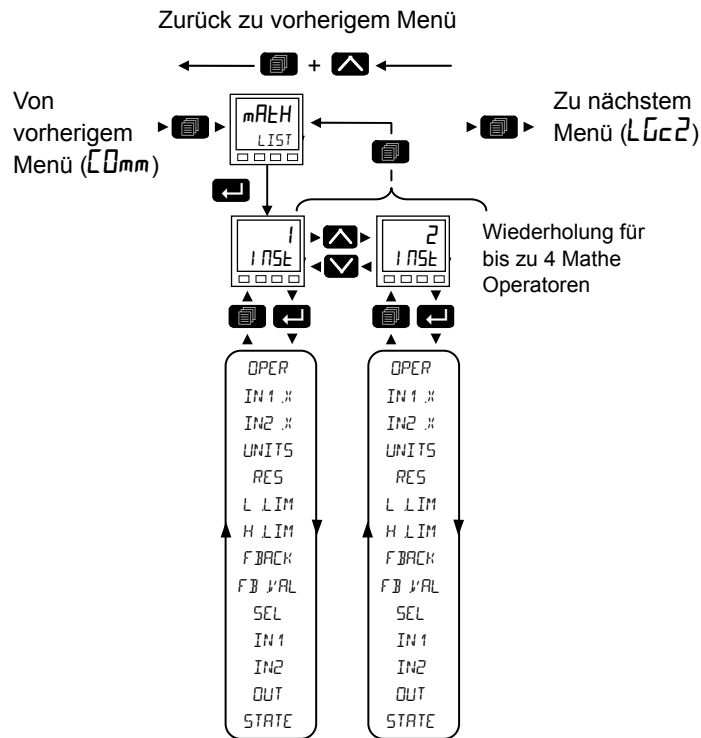 Zurück zu vorherigem Menü
+
Von
vorherigem
Menü (COmm)
mAtH
LIST
Zu nächstem
Menü (LGc2)
1
INSt
2
INSt
Wiederholung für
bis zu 4 Mathe
Operatoren
OPER
IN1.X
IN2.X
UNITS
RES
L.LIM
H.LIM
F.BACK
FB.VAL
SEL
IN1
IN2
OUT
STATE
OPER
IN1.X
IN2.X
UNITS
RES
L.LIM
H.LIM
F.BACK
FB.VAL
SEL
IN1
IN2
OUT
STATE